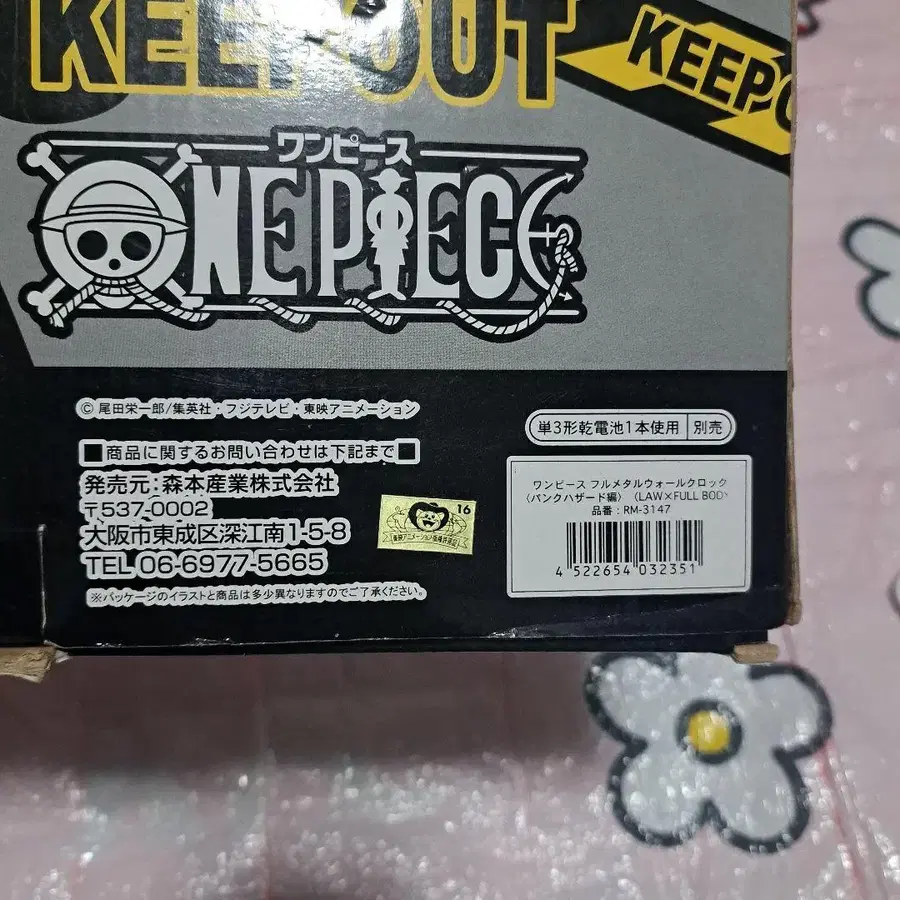 KEEP OUT
KEEP
ワンピース
ONE PIECE
© 尾田栄一郎/集英社・フジテレビ・東映アニメーション
■商品に関するお問い合わせは下記まで■
発売元:森本産業株式会社
〒537-0002
大阪市東成区深江南1-5-8
TEL 06-6977-5665
※パッケージのイラストと商品は多少異なりますのでご了承ください。
16
単3形乾電池1本使用 別売
ワンピース フルメタルウォールクロック
(パンクハザード編) (LAW×FULL BOD
品番:RM-3147
4 522654 032351